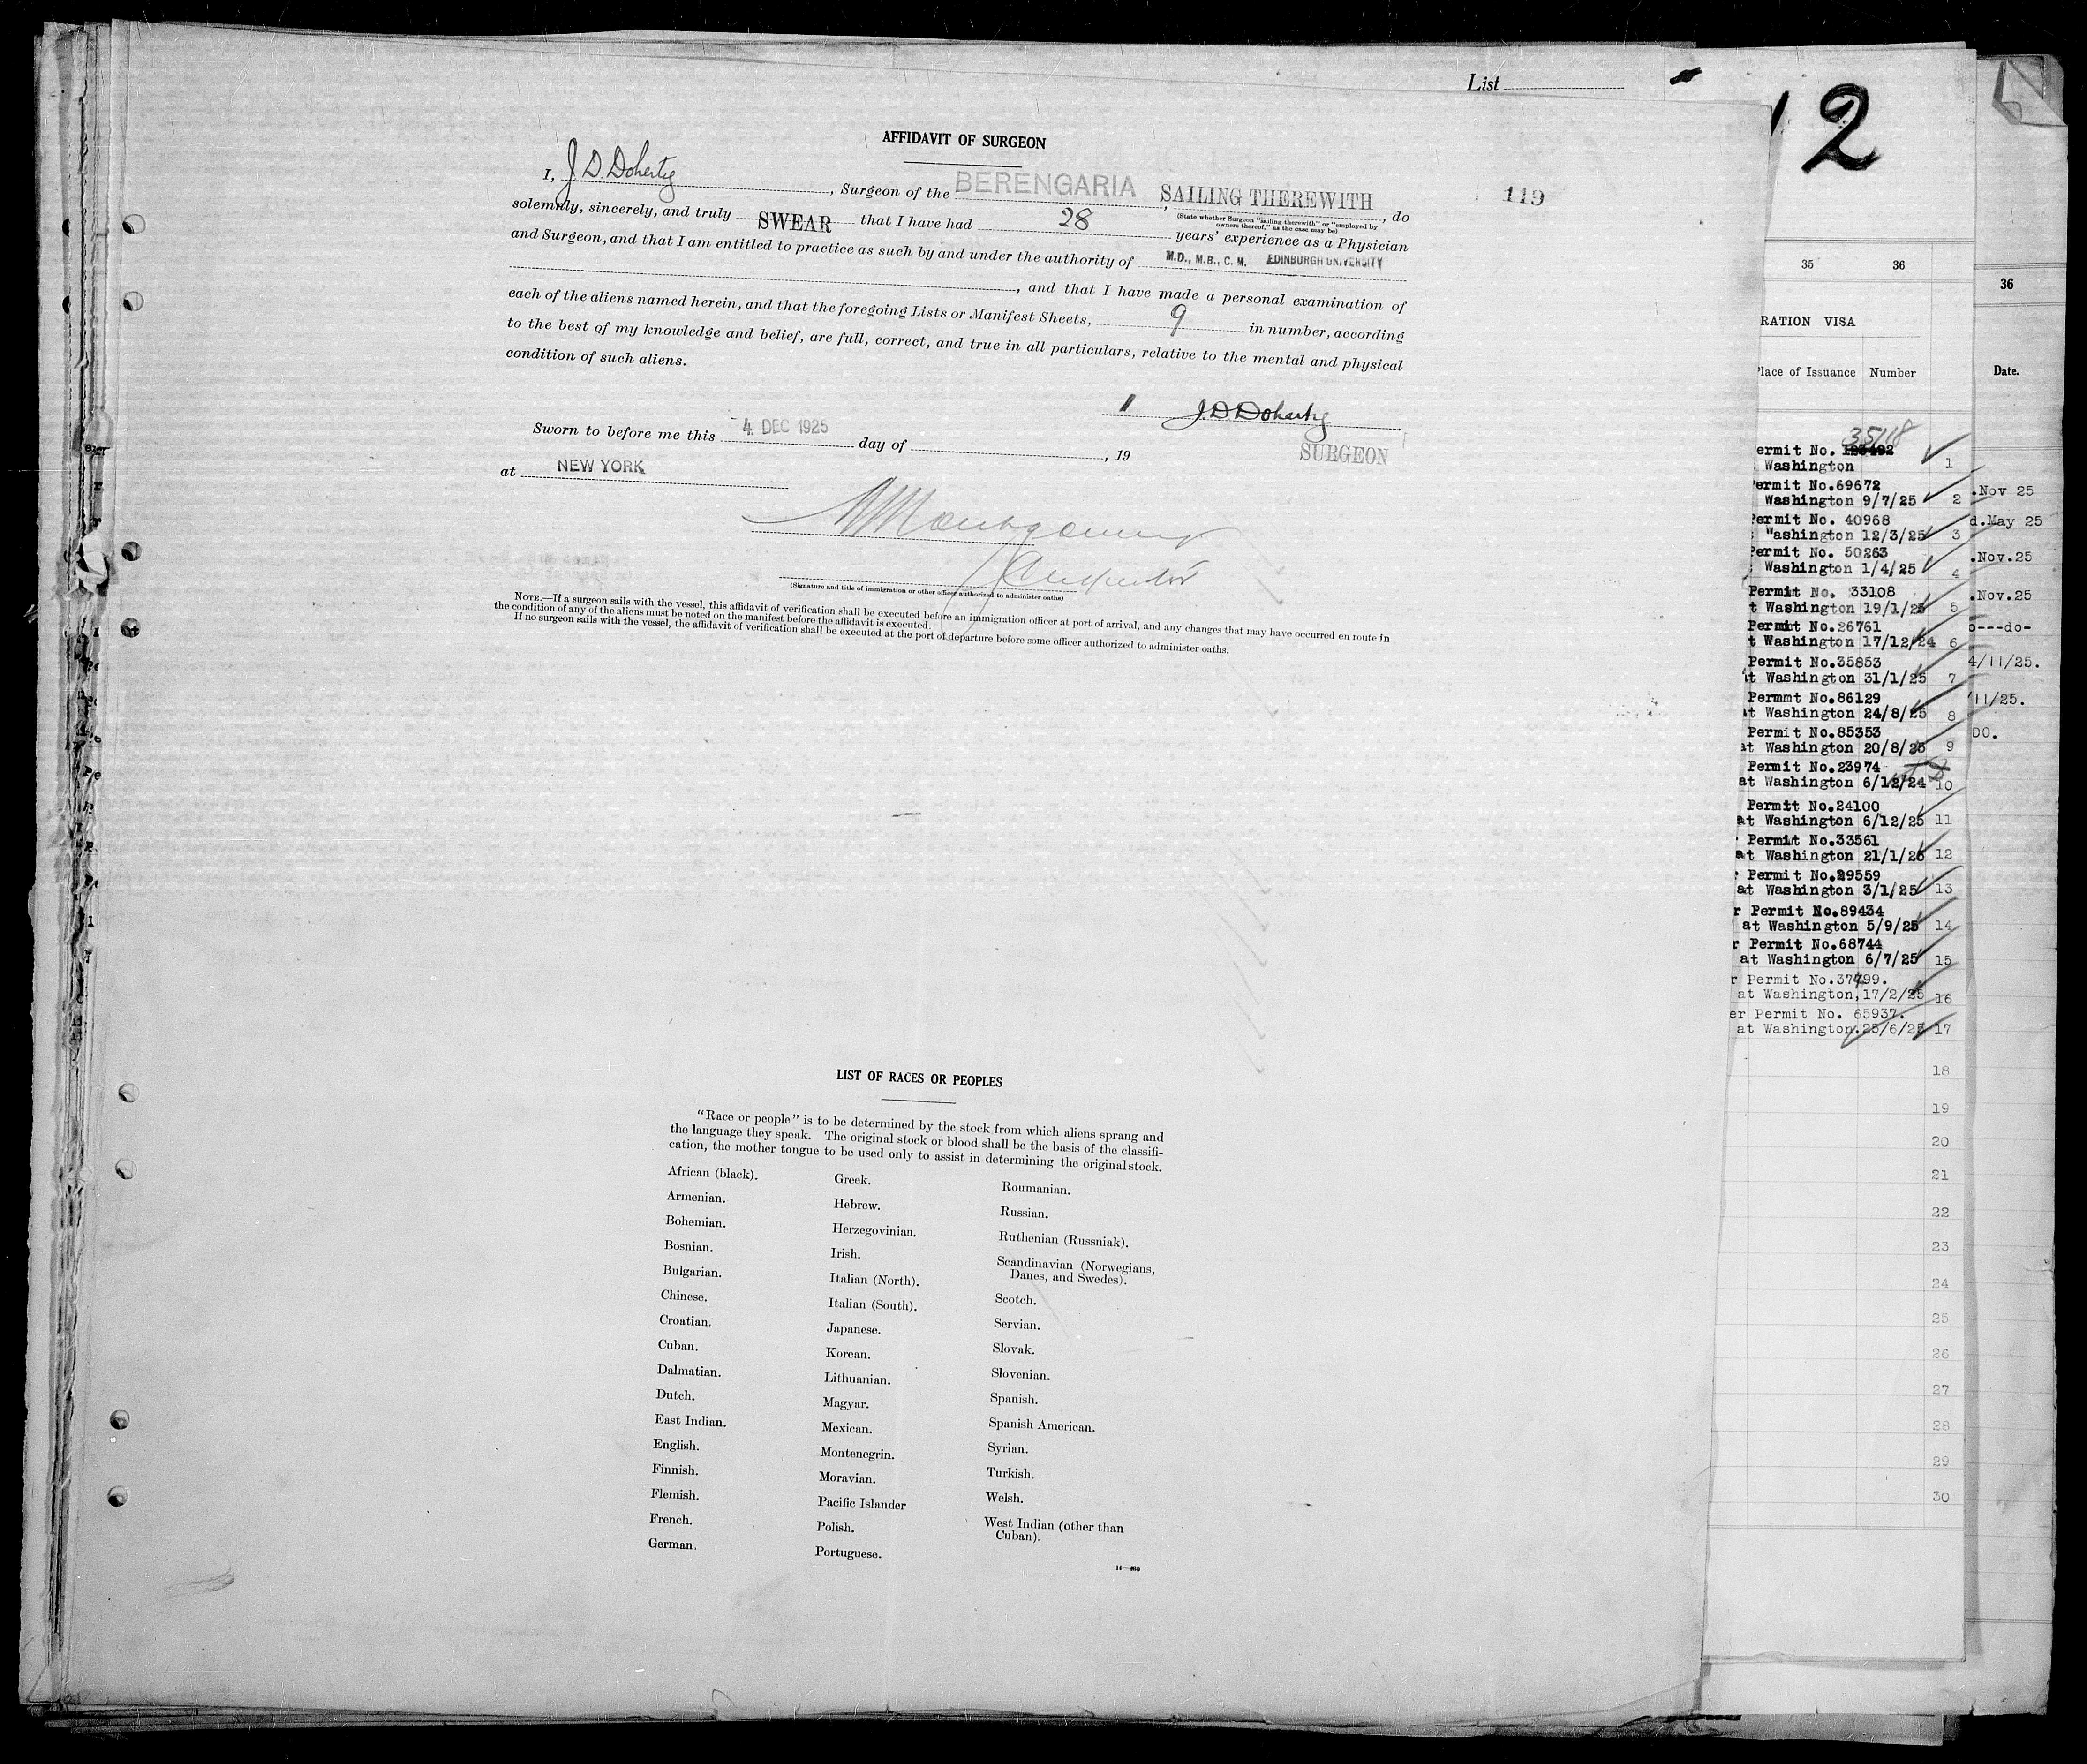 List
AFFIDAVIT OF SURGEON
I, J. D. Doherty, Surgeon of the BERENGARIA, SAILING THEREWITH, do
(State whether Surgeon "sailing therewith" or "employed by
owners thereof," as the case may be)
solemnly, sincerely, and truly SWEAR that I have had 28 years' experience as a Physician
and Surgeon, and that I am entitled to practice as such by and under the authority of M.D., M.B., C. M. EDINBURGH UNIVERSITY
, and that I have made a personal examination of
each of the aliens named herein, and that the foregoing Lists or Manifest Sheets, 9 in number, according
to the best of my knowledge and belief, are full, correct, and true in all particulars, relative to the mental and physical
condition of such aliens.
J. D. Doherty
SURGEON
Sworn to before me this 4 DEC 1925 day of , 19
at NEW YORK
Montgomery
Inspector
(Signature and title of immigration or other officer authorized to administer oaths)
NOTE.—If a surgeon sails with the vessel, this affidavit of verification shall be executed before an immigration officer at port of arrival, and any changes that may have occurred en route in
the condition of any of the aliens must be noted on the manifest before the affidavit is executed.
If no surgeon sails with the vessel, the affidavit of verification shall be executed at the port of departure before some officer authorized to administer oaths.
119
LIST OF RACES OR PEOPLES
"Race or people" is to be determined by the stock from which aliens sprang and
the language they speak. The original stock or blood shall be the basis of the classifi-
cation, the mother tongue to be used only to assist in determining the original stock.
African (black).
Armenian.
Bohemian.
Bosnian.
Bulgarian.
Chinese.
Croatian.
Cuban.
Dalmatian.
Dutch.
East Indian.
English.
Finnish.
Flemish.
French.
German.
Greek.
Hebrew.
Herzegovinian.
Irish.
Italian (North).
Italian (South).
Japanese.
Korean.
Lithuanian.
Magyar.
Mexican.
Montenegrin.
Moravian.
Pacific Islander
Polish.
Portuguese.
Roumanian.
Russian.
Ruthenian (Russniak).
Scandinavian (Norwegians,
Danes, and Swedes).
Scotch.
Servian.
Slovak.
Slovenian.
Spanish.
Spanish American.
Syrian.
Turkish.
Welsh.
West Indian (other than
Cuban).
2
35 36
RATION VISA
Place of Issuance Number
35118
ermit No.
Washington 1
ermit No.69672
Washington 9/7/25 2
Permit No. 40968
"ashington 12/3/25 3
Permit No. 50263
Washington 1/4/25 4
Permit No. 33108
t Washington 19/1/25 5
Permit No.26761
t Washington 17/12/24 6
Permit No.35853
t Washington 31/1/25 7
Permmt No.86129
at Washington 24/8/25 8
Permit No.85353
at Washington 20/8/25 9
Permit No.23974
at Washington 6/12/24 10
Permit No.24100
at Washington 6/12/25 11
Permit No.33561
at Washington 21/1/25 12
Permit No.29559
at Washington 3/1/25 13
r Permit No.89434
at Washington 5/9/25 14
r Permit No.68744
at Washington 6/7/25 15
r Permit No.37499.
at Washington,17/2/25 16
er Permit No. 65937.
at Washington.25/6/25 17
18
19
20
21
22
23
24
25
26
27
28
29
30
36
Date.
.Nov 25
d.May 25
.Nov.25
.Nov.25
o---do-
4/11/25.
/11/25.
DO.